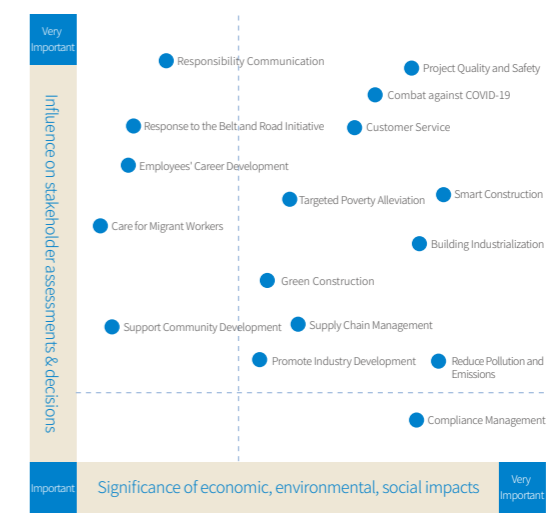 Very
Important
Responsibility Communication
Project Quality and Safety
Combat against COVID-19
Response to the Belt and Road Initiative
Customer Service
Employees' Career Development
Targeted Poverty Alleviation
Smart Construction
Care for Migrant Workers
Building Industrialization
Green Construction
Support Community Development
Supply Chain Management
Promote Industry Development
Reduce Pollution and
Emissions
Compliance Management
Influence on stakeholder assessments & decisions
Important
Significance of economic, environmental, social impacts
Very
Important